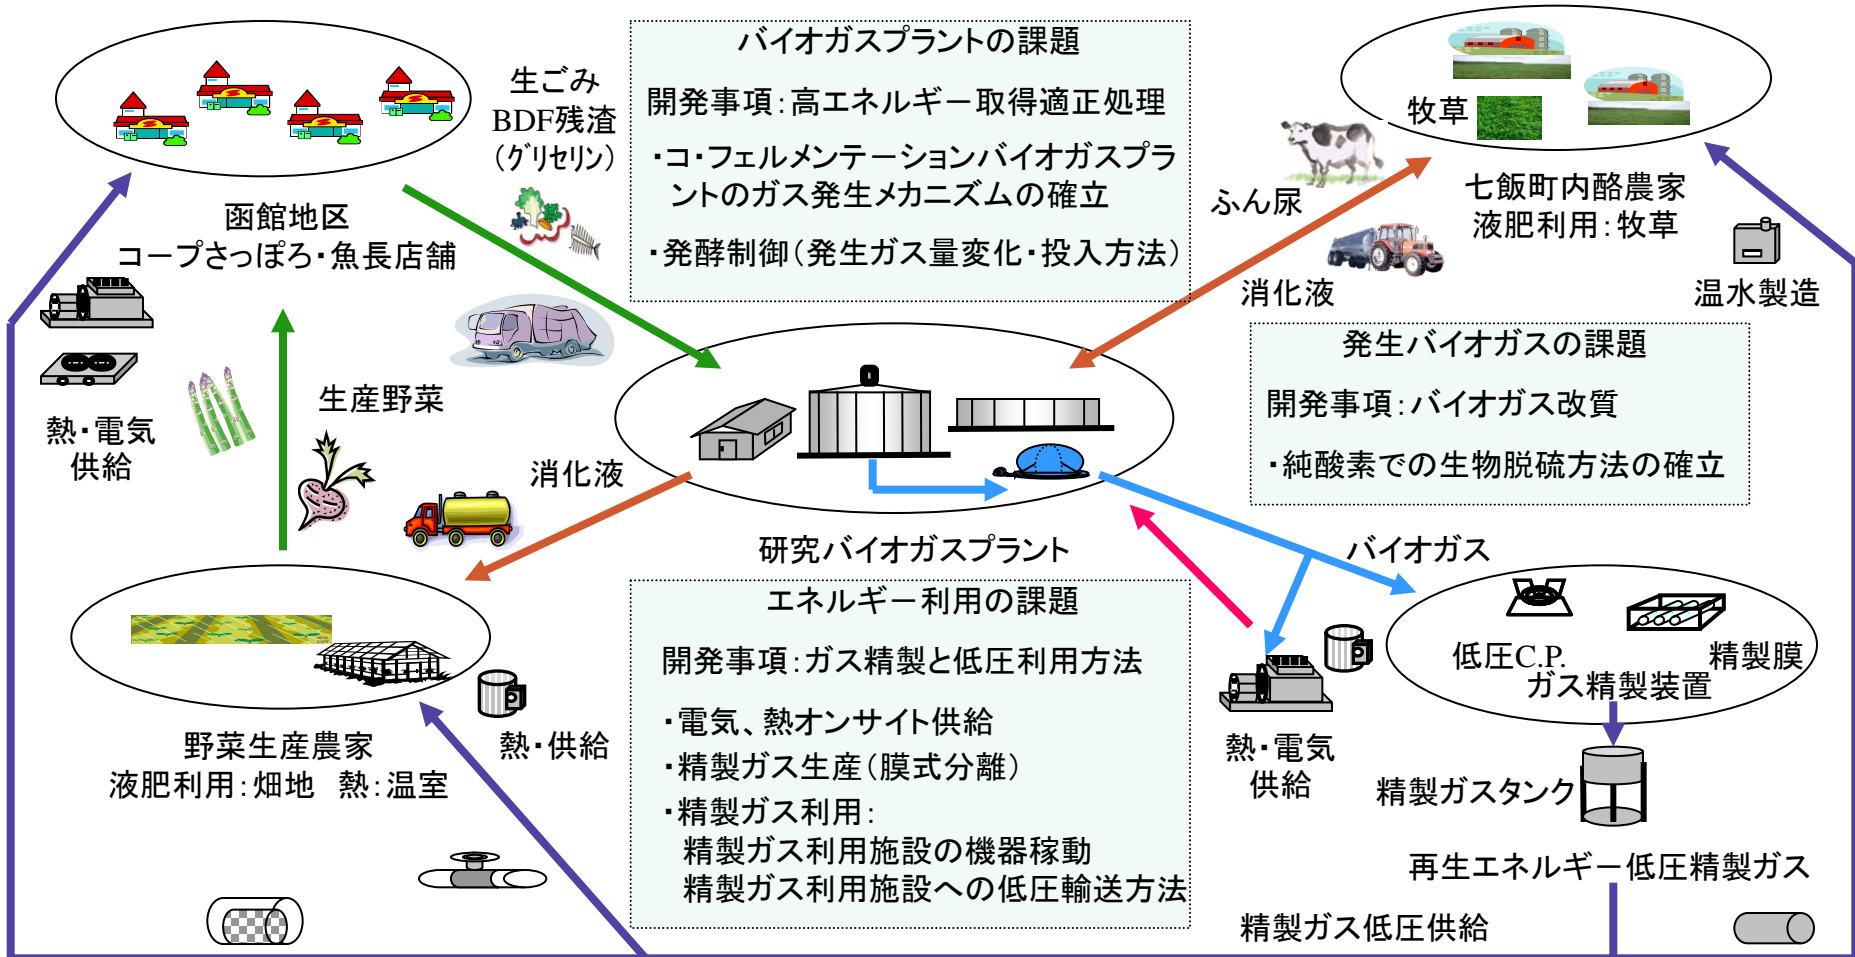 バイオガスプラントの課題
開発事項:高エネルギー取得適正処理
・コ・フェルメンテーションバイオガスプラ
ントのガス発生メカニズムの確立
・発酵制御(発生ガス量変化・投入方法)
生ごみ
BDF残渣
(グリセリン)
函館地区
コープさっぽろ・魚長店舗
牧草
ふん尿
七飯町内酪農家
液肥利用:牧草
消化液
温水製造
発生バイオガスの課題
開発事項:バイオガス改質
・純酸素での生物脱硫方法の確立
熱・電気
供給
生産野菜
消化液
研究バイオガスプラント
バイオガス
エネルギー利用の課題
開発事項:ガス精製と低圧利用方法
・電気、熱オンサイト供給
・精製ガス生産(膜式分離)
・精製ガス利用:
精製ガス利用施設の機器稼動
精製ガス利用施設への低圧輸送方法
野菜生産農家
液肥利用:畑地 熱:温室
熱・供給
熱・電気
供給
低圧C.P.
精製膜
ガス精製装置
精製ガスタンク
再生エネルギー低圧精製ガス
精製ガス低圧供給